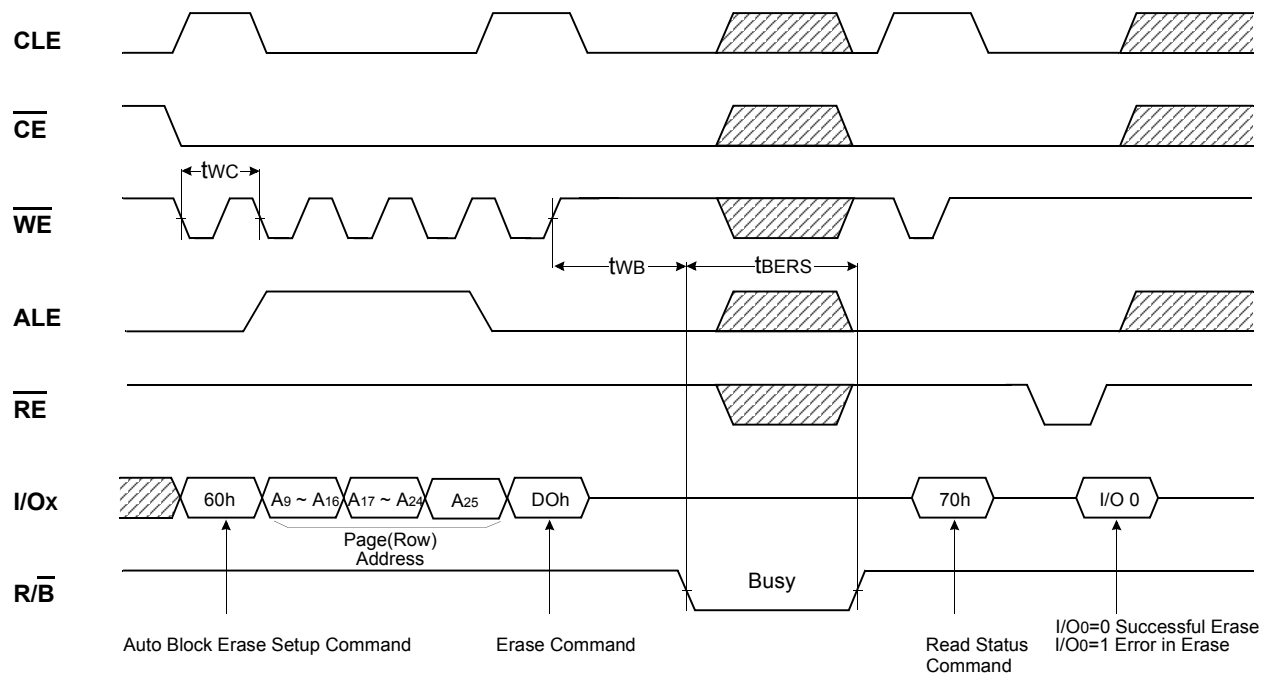 CLE
CE
tWC
WE
tWB
tBERS
ALE
RE
I/Ox
60h
A9 ~ A16
A17 ~ A24
A25
DOh
70h
I/O 0
Page(Row)
Address
R/B
Busy
Auto Block Erase Setup Command
Erase Command
Read Status
Command
I/O0=0 Successful Erase
I/O0=1 Error in Erase